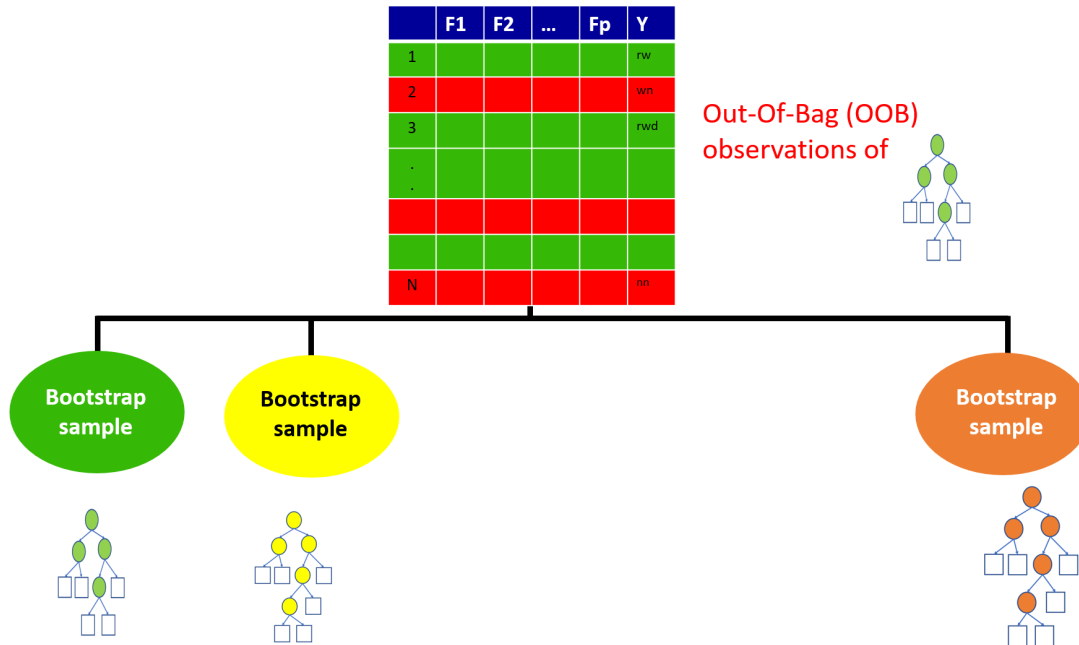 F1 F2 ... Fp Y
1 rw
2 wn
3 rwd
.
.
N nn
Out-Of-Bag (OOB)
observations of
Bootstrap
sample
Bootstrap
sample
Bootstrap
sample